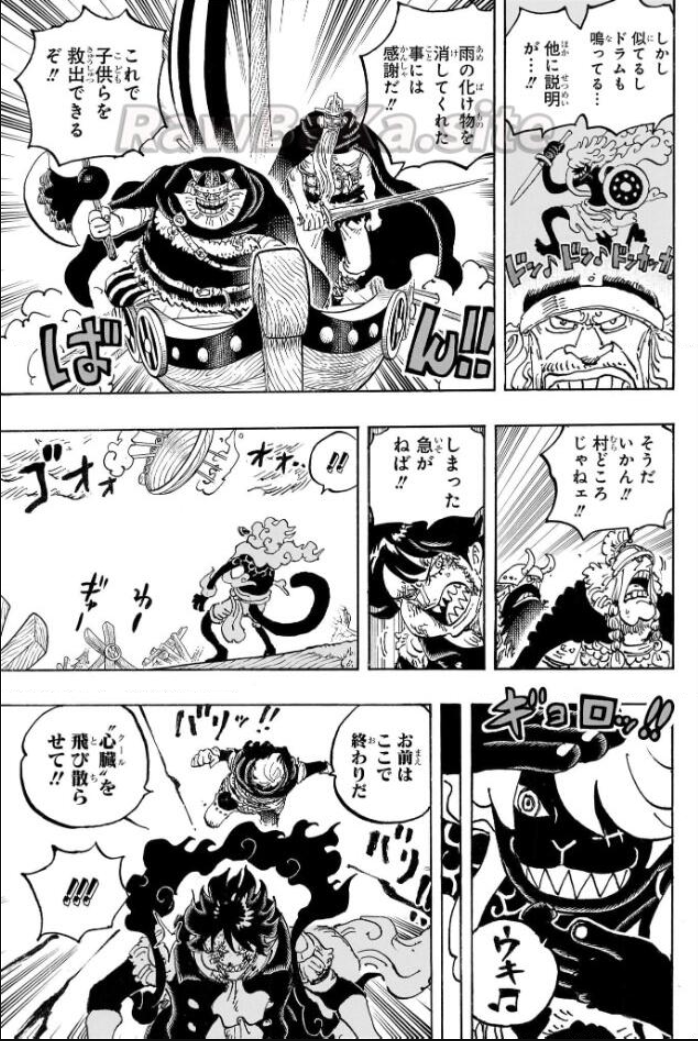 しかし
似てるし
ドラムも
鳴ってる…
他に説明
が…!!
ドン♪ドン♪ドンカッカ
雨の化け物を
消してくれた
事には
感謝だ!!
これで
子供らを
救出できる
ぞ!!
ばん!!
RawBaka.site
そうだ
いかん!!
村どころ
じゃねェ!!
しまった
急が
ねば!!
!!
オオ..
ゴオォ
ギャー
わー
ギョロッ!!
ウキ♫
お前は
ここで
終わりだ
バリッ!!
バリ!!
"心臓"を
飛び散ら
せて!!
!!!